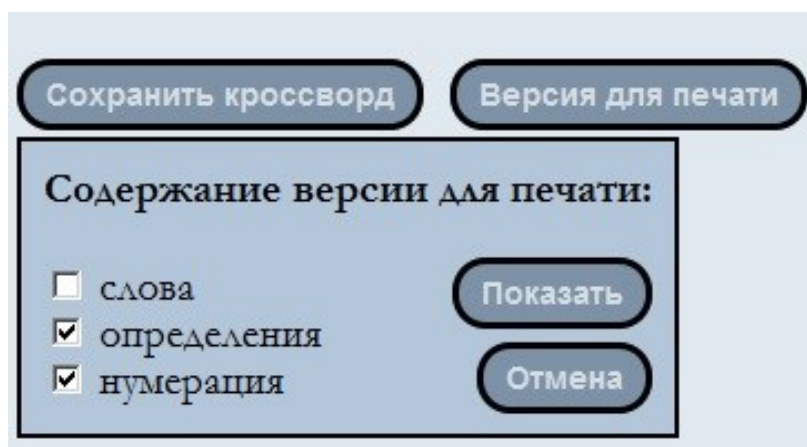 Сохранить кроссворд Версия для печати
Содержание версии для печати:
слова
Показать
определения
нумерация
Отмена